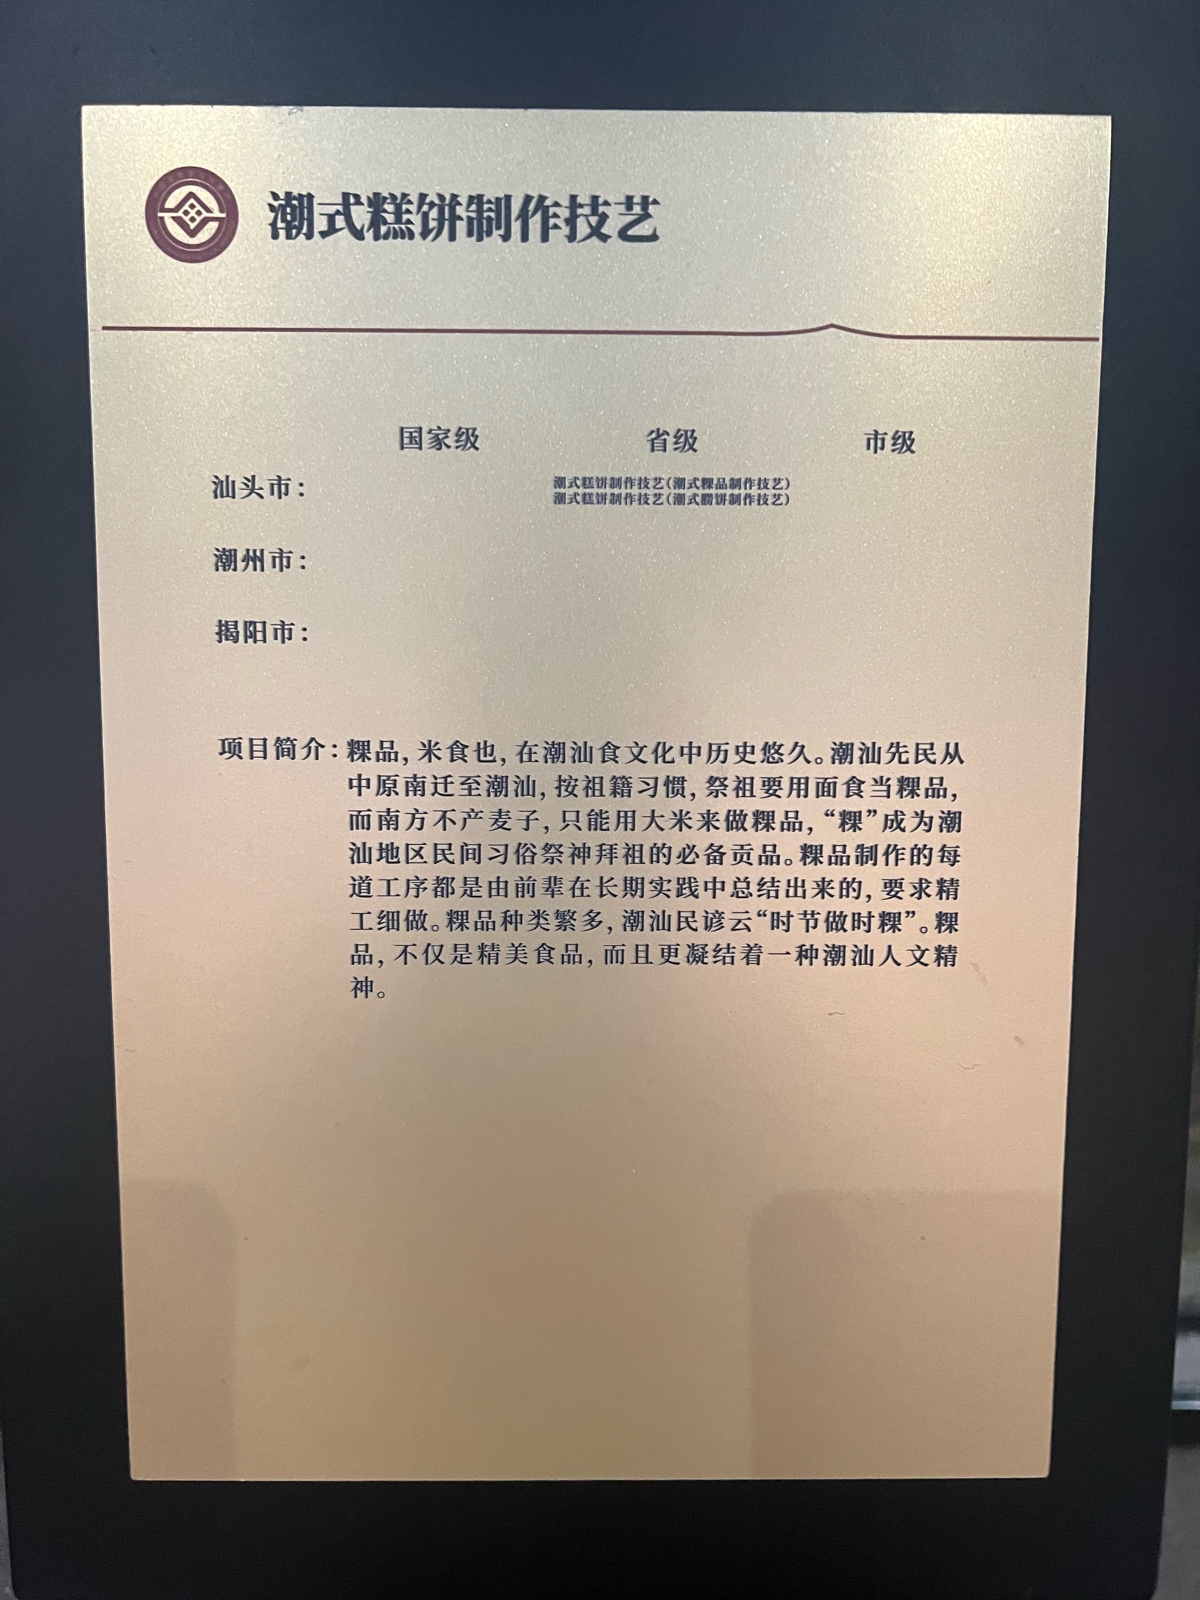 潮式糕饼制作技艺
国家级 省级 市级
汕头市： 潮式糕饼制作技艺（潮式粿品制作技艺）
潮式糕饼制作技艺（潮式朥饼制作技艺）
潮州市：
揭阳市：
项目简介：粿品，米食也，在潮汕食文化中历史悠久。潮汕先民从
中原南迁至潮汕，按祖籍习惯，祭祖要用面食当粿品，
而南方不产麦子，只能用大米来做粿品，“粿”成为潮
汕地区民间习俗祭神拜祖的必备贡品。粿品制作的每
道工序都是由前辈在长期实践中总结出来的，要求精
工细做。粿品种类繁多，潮汕民谚云“时节做时粿”。粿
品，不仅是精美食品，而且更凝结着一种潮汕人文精
神。